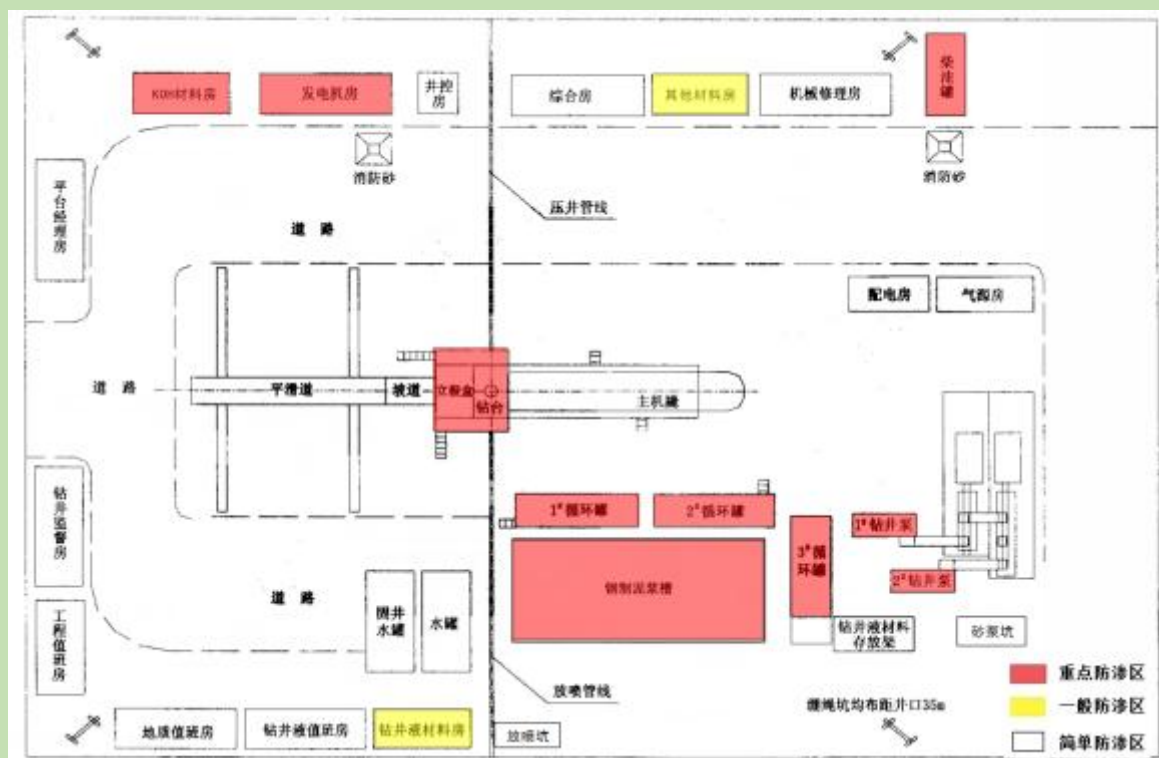 KOH材料房
发电机房
井控
房
综合房
其他材料房
机械修理房
柴油罐
消防砂
消防砂
平台经理房
压井管线
道 路
配电房
气源房
道 路
平滑道
坡道
立根盒
钻台
主机罐
钻井监督房
1#循环罐
2#循环罐
3#循
环罐
1#钻井泵
2#钻井泵
钢制泥浆槽
工程值班房
道 路
固井
水罐
水罐
钻井液材料
存放架
砂泵坑
重点防渗区
放喷管线
一般防渗区
绷绳坑均布距井口35m
地质值班房
钻井液值班房
钻井液材料房
放喷坑
简单防渗区